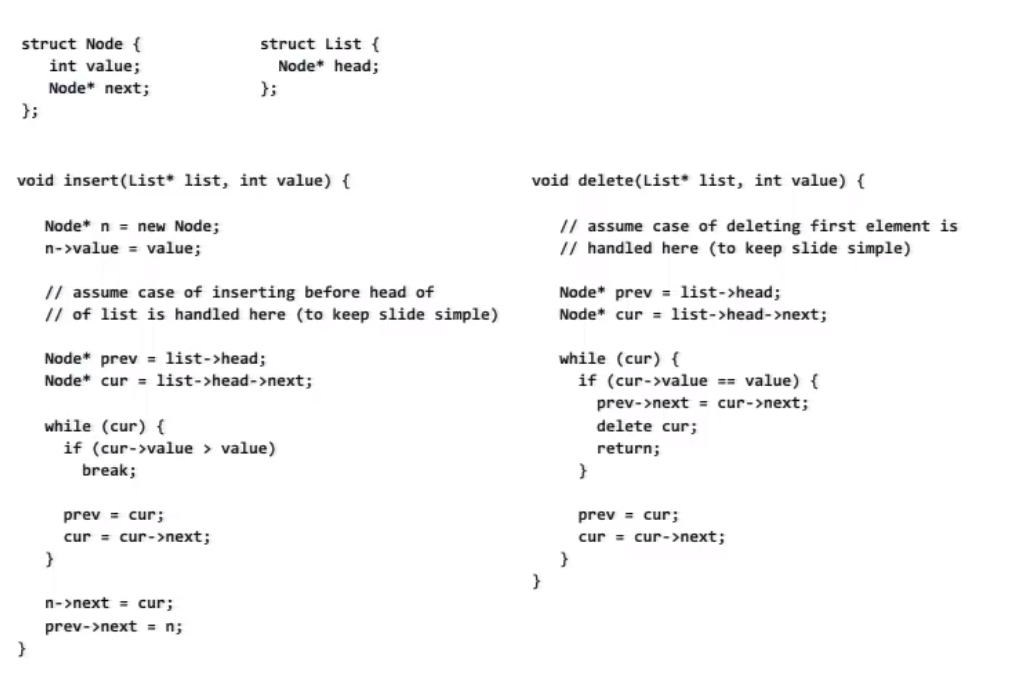 struct Node {
   int value;
   Node* next;
};
struct List {
  Node* head;
};
void insert(List* list, int value) {
   Node* n = new Node;
   n->value = value;
   // assume case of inserting before head of
   // of list is handled here (to keep slide simple)
   Node* prev = list->head;
   Node* cur = list->head->next;
   while (cur) {
     if (cur->value > value)
       break;
     prev = cur;
     cur = cur->next;
   }
   n->next = cur;
   prev->next = n;
}
void delete(List* list, int value) {
   // assume case of deleting first element is
   // handled here (to keep slide simple)
   Node* prev = list->head;
   Node* cur = list->head->next;
   while (cur) {
     if (cur->value == value) {
       prev->next = cur->next;
       delete cur;
       return;
     }
     prev = cur;
     cur = cur->next;
   }
}